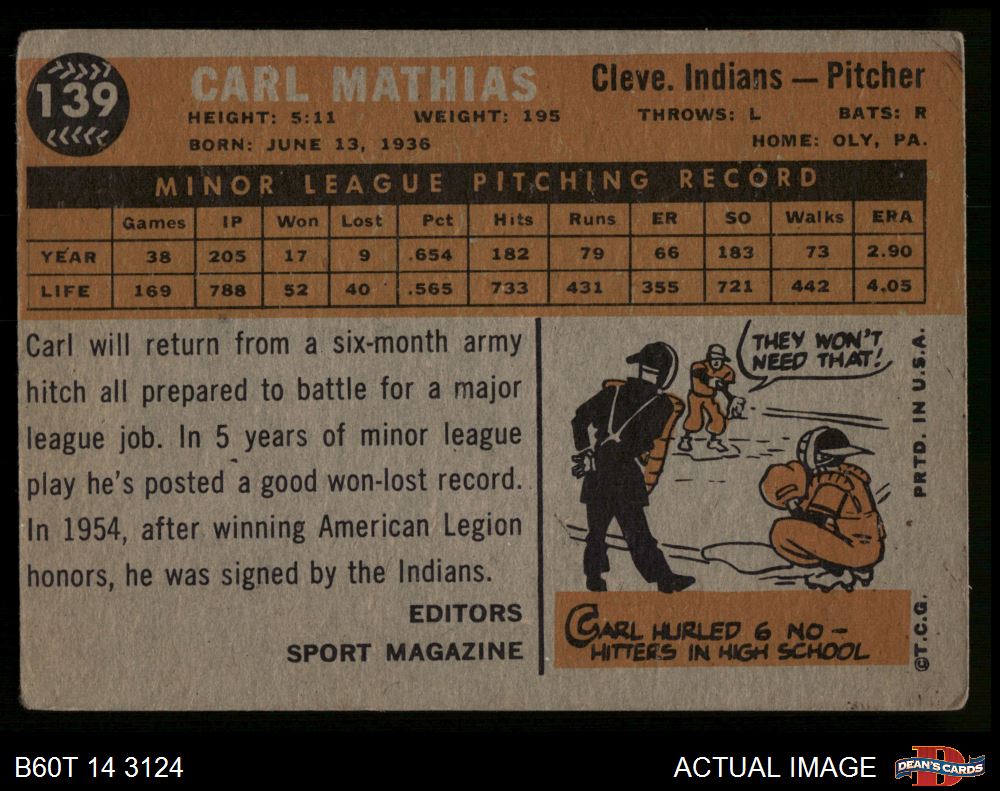 139
CARL MATHIAS
Cleve. Indians — Pitcher
HEIGHT: 5:11 WEIGHT: 195 THROWS: L BATS: R
BORN: JUNE 13, 1936 HOME: OLY, PA.
MINOR LEAGUE PITCHING RECORD
Games IP Won Lost Pct Hits Runs ER SO Walks ERA
YEAR 38 205 17 9 .654 182 79 66 183 73 2.90
LIFE 169 788 52 40 .565 733 431 355 721 442 4.05
Carl will return from a six-month army
hitch all prepared to battle for a major
league job. In 5 years of minor league
play he's posted a good won-lost record.
In 1954, after winning American Legion
honors, he was signed by the Indians.
EDITORS
SPORT MAGAZINE
THEY WON'T
NEED THAT!
CARL HURLED 6 NO-
HITTERS IN HIGH SCHOOL
PRTD. IN U.S.A.
©T.C.G.
B60T 14 3124
ACTUAL IMAGE
DEAN'S CARDS